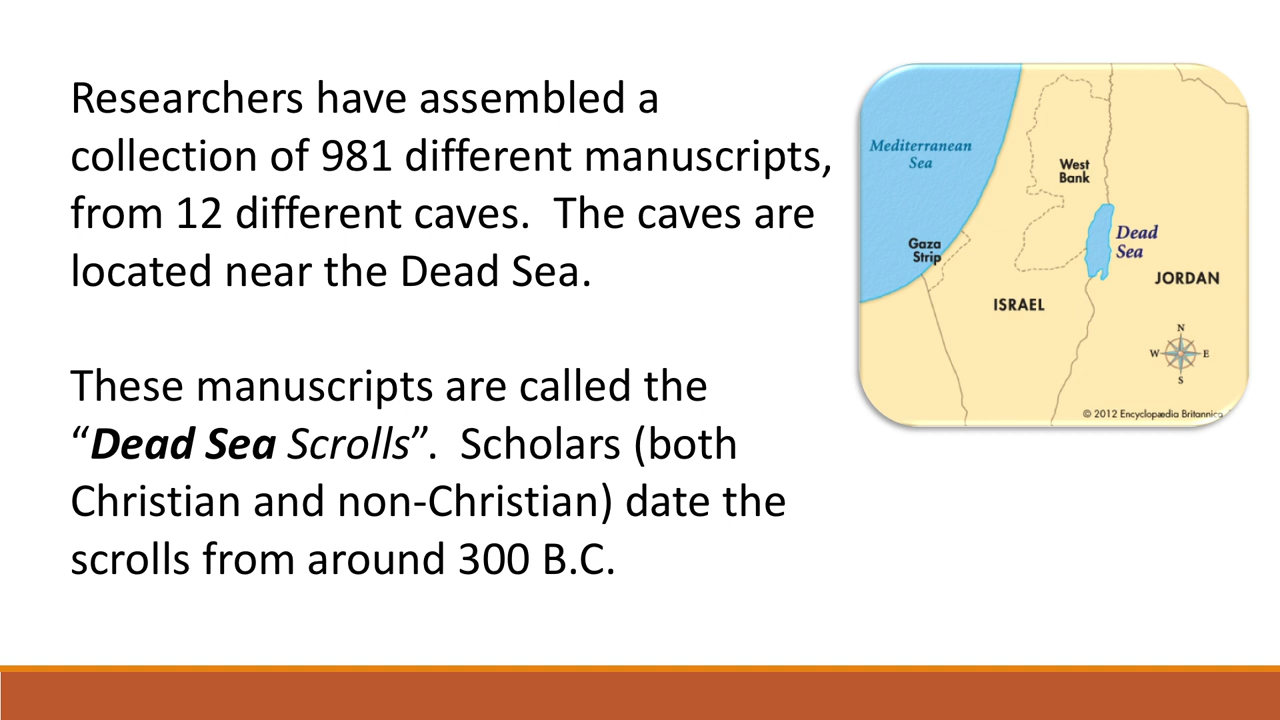 Researchers have assembled a
collection of 981 different manuscripts,
from 12 different caves.  The caves are
located near the Dead Sea.
These manuscripts are called the
“Dead Sea Scrolls”.  Scholars (both
Christian and non-Christian) date the
scrolls from around 300 B.C.
Mediterranean
Sea
West
Bank
Gaza
Strip
Dead
Sea
JORDAN
ISRAEL
N
W E
S
© 2012 Encyclopædia Britannica